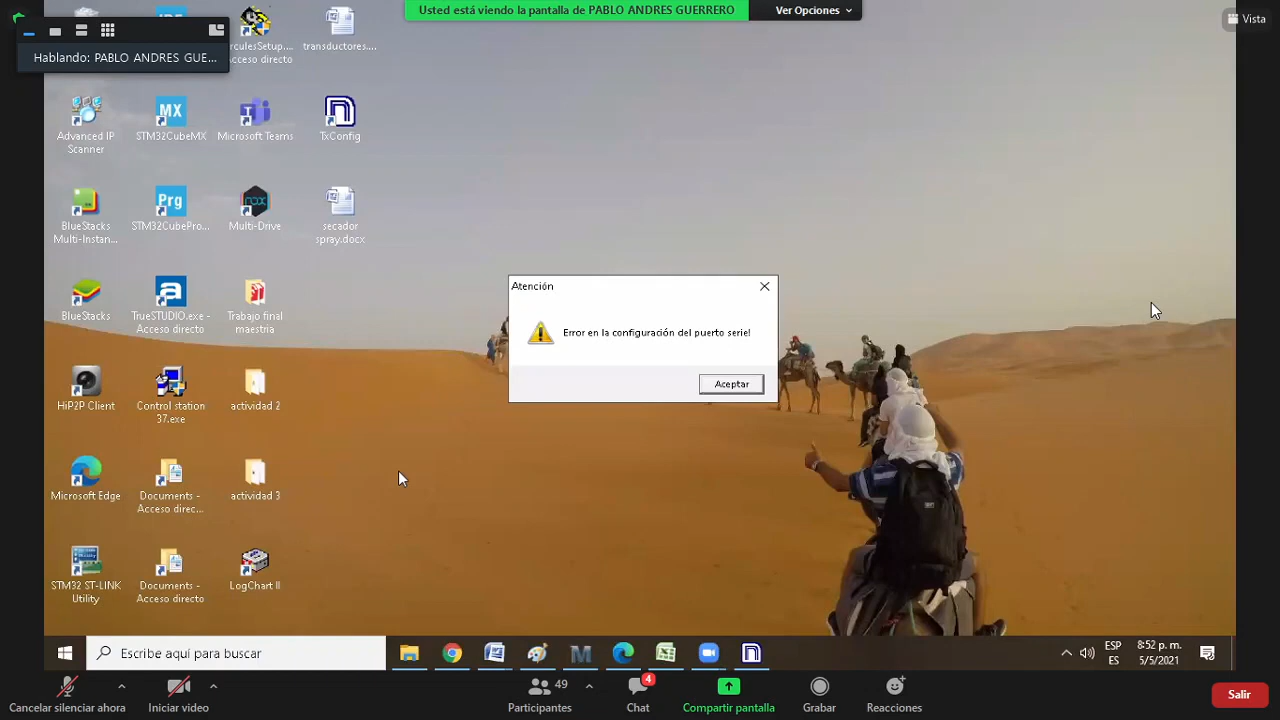 Usted está viendo la pantalla de PABLO ANDRES GUERRERO
Ver Opciones
Vista
Hablando: PABLO ANDRES GUE...
Acceso directo
transductores....
Advanced IP
Scanner
MX
STM32CubeMX
Microsoft Teams
TxConfig
BlueStacks
Multi-Instan...
Prg
STM32CubePro...
nox
Multi-Drive
secador
spray.docx
BlueStacks
TrueSTUDIO.exe -
Acceso directo
Trabajo final
maestria
Atención
Error en la configuración del puerto serie!
Aceptar
HiP2P Client
Control station
37.exe
actividad 2
Microsoft Edge
Documents -
Acceso direc...
actividad 3
STM32 ST-LINK
Utility
Documents -
Acceso directo
LogChart II
Escribe aquí para buscar
ESP
ES
8:52 p. m.
5/5/2021
Cancelar silenciar ahora
Iniciar video
49
Participantes
4
Chat
Compartir pantalla
Grabar
Reacciones
Salir